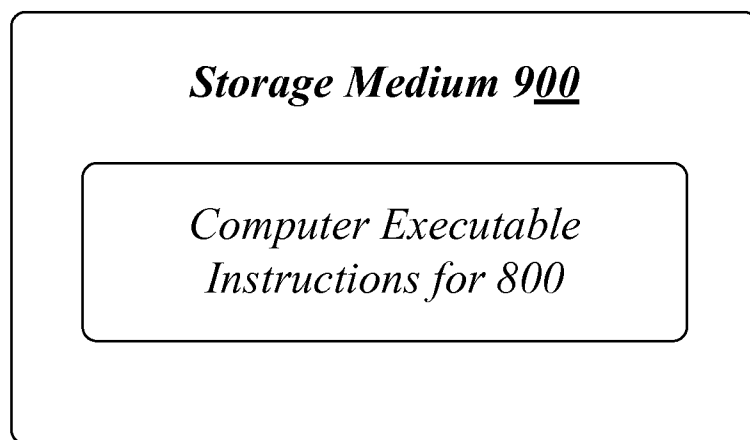 Storage Medium 900
Computer Executable
Instructions for 800